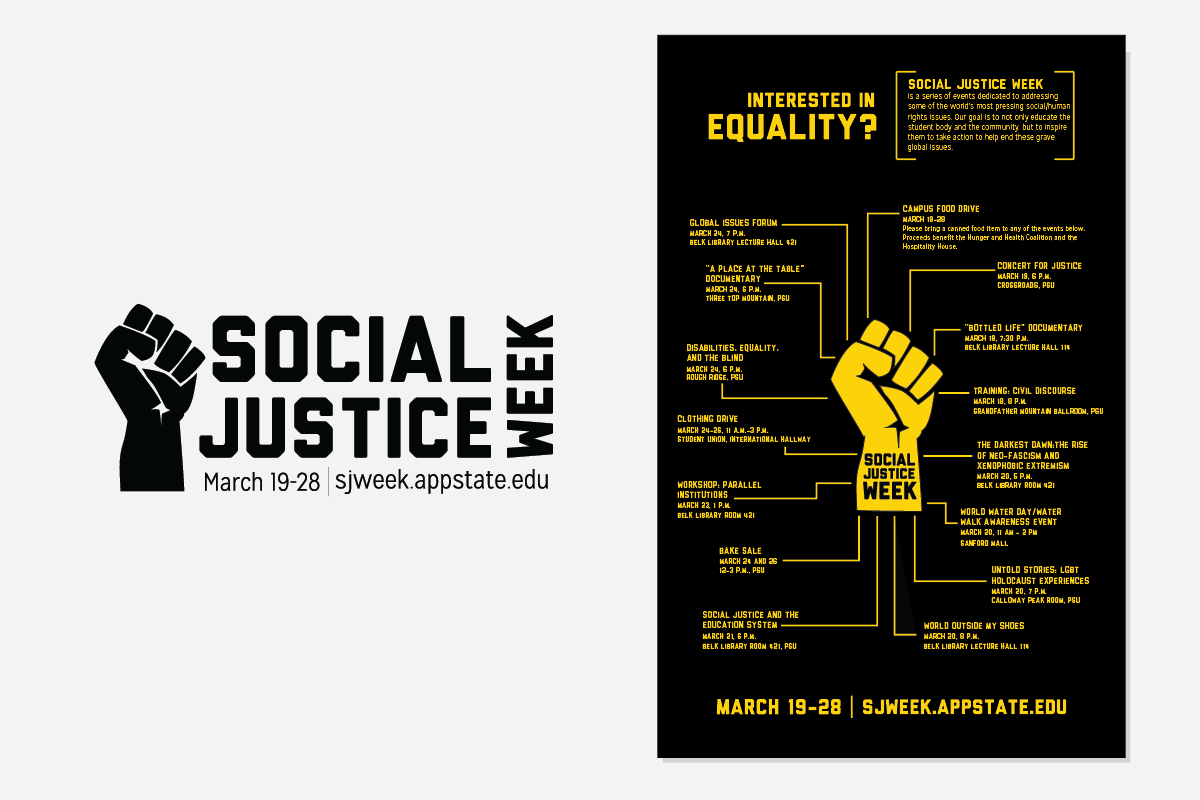 SOCIAL
JUSTICE
WEEK
March 19-28 | sjweek.appstate.edu
INTERESTED IN
EQUALITY?
SOCIAL JUSTICE WEEK
is a series of events dedicated to addressing
some of the world's most pressing social/human
rights issues. Our goal is to not only educate the
student body and the community, but to inspire
them to take action to help end these grave
global issues.
GLOBAL ISSUES FORUM
MARCH 24, 7 P.M.
BELK LIBRARY LECTURE HALL 421
"A PLACE AT THE TABLE"
DOCUMENTARY
MARCH 24, 6 P.M.
THREE TOP MOUNTAIN, PSU
DISABILITIES, EQUALITY,
AND THE BLIND
MARCH 24, 6 P.M.
ROUGH RIDGE, PSU
CLOTHING DRIVE
MARCH 24-26, 11 A.M.-3 P.M.
STUDENT UNION, INTERNATIONAL HALLWAY
WORKSHOP: PARALLEL
INSTITUTIONS
MARCH 23, 1 P.M.
BELK LIBRARY ROOM 421
BAKE SALE
MARCH 24 AND 26
12-3 P.M., PSU
SOCIAL JUSTICE AND THE
EDUCATION SYSTEM
MARCH 21, 6 P.M.
BELK LIBRARY ROOM 421, PSU
CAMPUS FOOD DRIVE
MARCH 19-28
Please bring a canned food item to any of the events below.
Proceeds benefit the Hunger and Health Coalition and the
Hospitality House.
CONCERT FOR JUSTICE
MARCH 19, 6 P.M.
CROSSROADS, PSU
"BOTTLED LIFE" DOCUMENTARY
MARCH 19, 7:30 P.M.
BELK LIBRARY LECTURE HALL 114
TRAINING: CIVIL DISCOURSE
MARCH 19, 8 P.M.
GRANDFATHER MOUNTAIN BALLROOM, PSU
THE DARKEST DAWN:THE RISE
OF NEO-FASCISM AND
XENOPHOBIC EXTREMISM
MARCH 20, 5 P.M.
BELK LIBRARY ROOM 421
WORLD WATER DAY/WATER
WALK AWARENESS EVENT
MARCH 20, 11 AM - 2 PM
SANFORD MALL
UNTOLD STORIES: LGBT
HOLOCAUST EXPERIENCES
MARCH 20, 7 P.M.
CALLOWAY PEAK ROOM, PSU
WORLD OUTSIDE MY SHOES
MARCH 20, 8 P.M.
BELK LIBRARY LECTURE HALL 114
SOCIAL
JUSTICE
WEEK
MARCH 19-28 | SJWEEK.APPSTATE.EDU